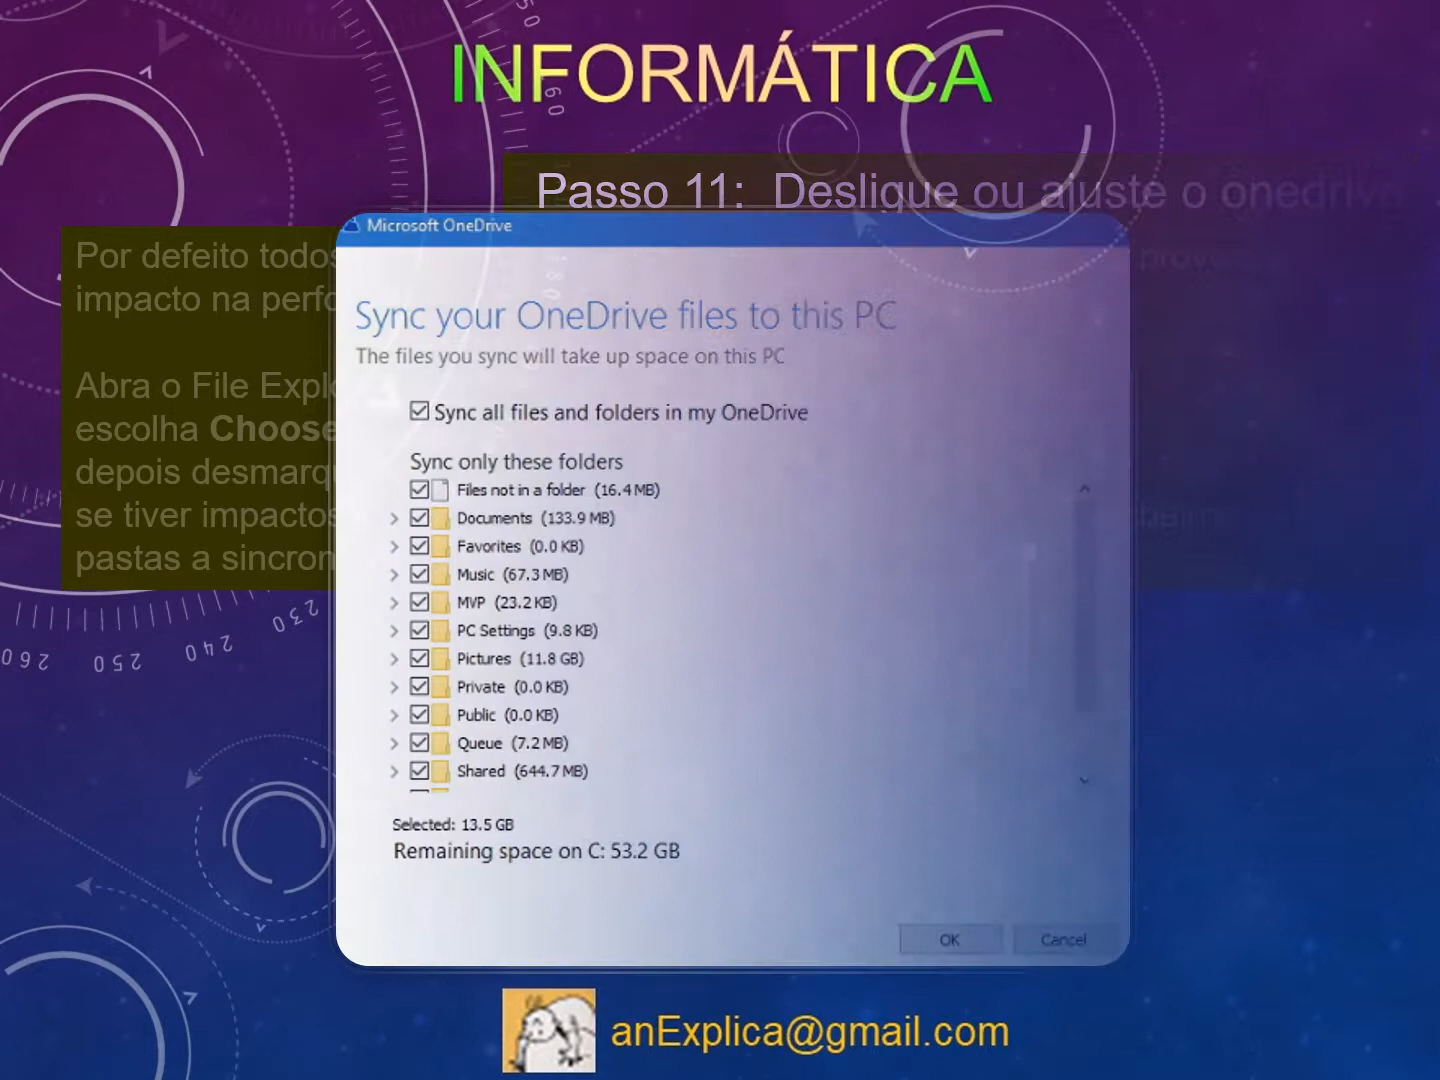 INFORMÁTICA
Passo 11: Desligue ou ajuste o onedrive
Por defeito todos
impacto na perfo
Abra o File Expl
escolha Choose
depois desmarq
se tiver impactos
pastas a sincron
Microsoft OneDrive
Sync your OneDrive files to this PC
The files you sync will take up space on this PC
Sync all files and folders in my OneDrive
Sync only these folders
Files not in a folder (16.4 MB)
Documents (133.9 MB)
Favorites (0.0 KB)
Music (67.3 MB)
MVP (23.2 KB)
PC Settings (9.8 KB)
Pictures (11.8 GB)
Private (0.0 KB)
Public (0.0 KB)
Queue (7.2 MB)
Shared (644.7 MB)
Selected: 13.5 GB
Remaining space on C: 53.2 GB
OK Cancel
260 250 240 230
anExplica@gmail.com